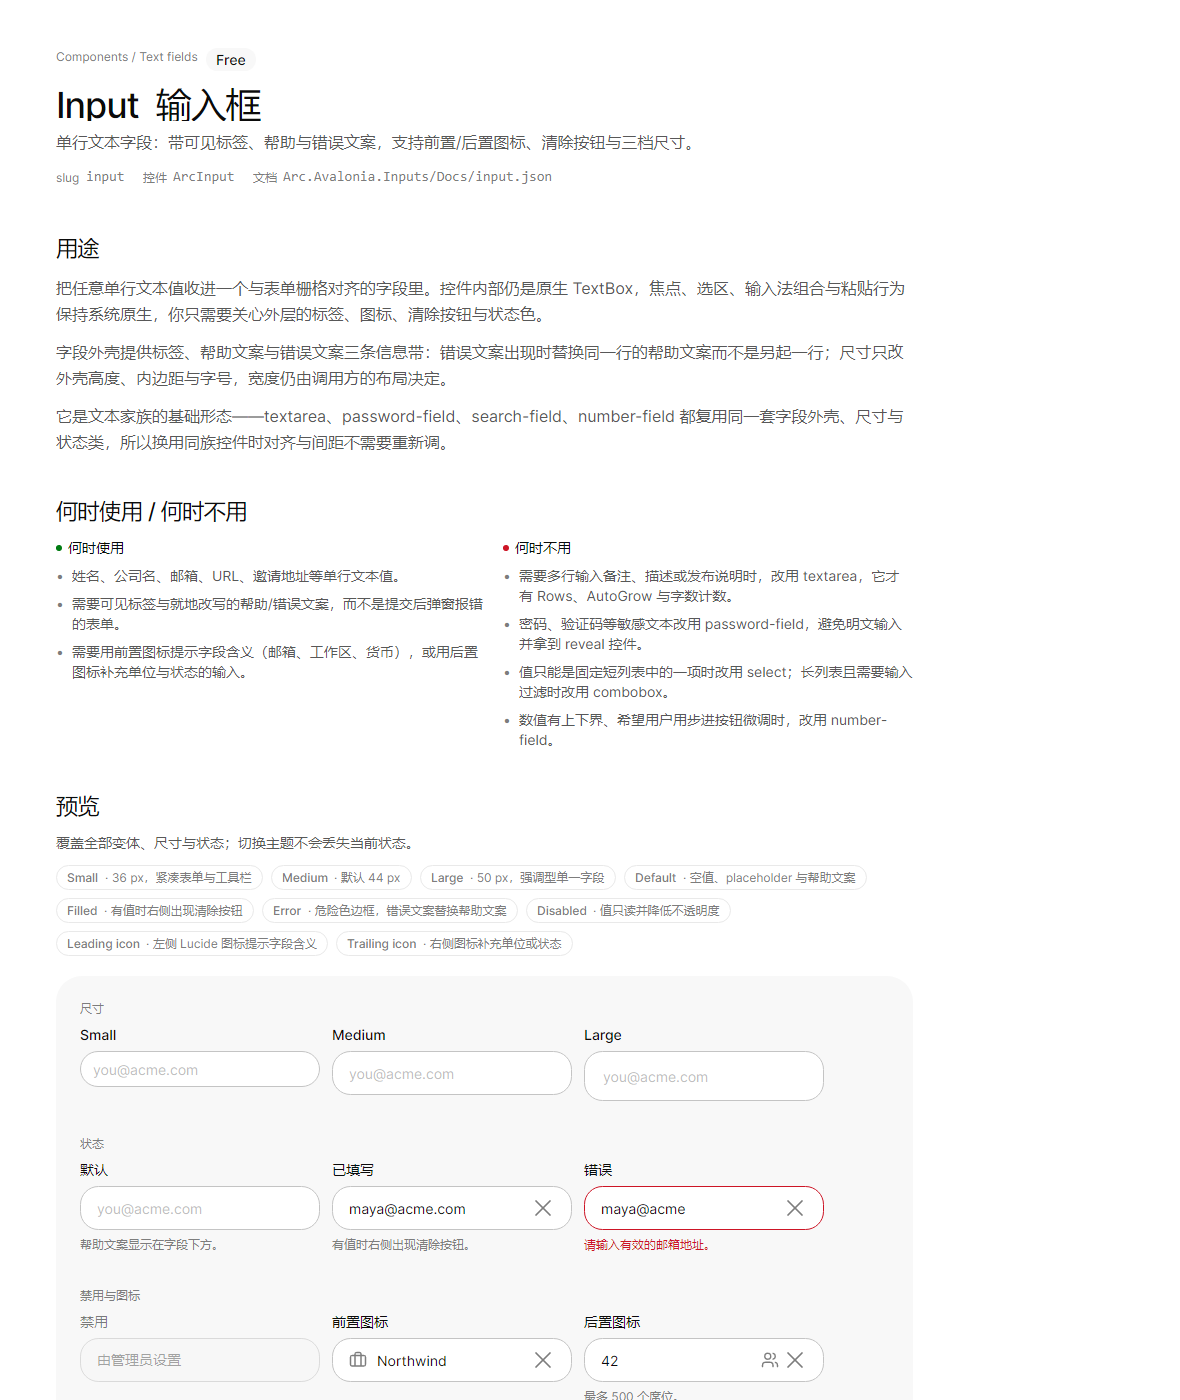 Components / Text fields
Free
Input 输入框
单行文本字段：带可见标签、帮助与错误文案，支持前置/后置图标、清除按钮与三档尺寸。
slug input 控件 ArcInput 文档 Arc.Avalonia.Inputs/Docs/input.json
用途
把任意单行文本值收进一个与表单栅格对齐的字段里。控件内部仍是原生 TextBox，焦点、选区、输入法组合与粘贴行为
保持系统原生，你只需要关心外层的标签、图标、清除按钮与状态色。
字段外壳提供标签、帮助文案与错误文案三条信息带：错误文案出现时替换同一行的帮助文案而不是另起一行；尺寸只改
外壳高度、内边距与字号，宽度仍由调用方的布局决定。
它是文本家族的基础形态——textarea、password-field、search-field、number-field 都复用同一套字段外壳、尺寸与
状态类，所以换用同族控件时对齐与间距不需要重新调。
何时使用 / 何时不用
何时使用
• 姓名、公司名、邮箱、URL、邀请地址等单行文本值。
• 需要可见标签与就地改写的帮助/错误文案，而不是提交后弹窗报错
的表单。
• 需要用前置图标提示字段含义（邮箱、工作区、货币），或用后置
图标补充单位与状态的输入。
何时不用
• 需要多行输入备注、描述或发布说明时，改用 textarea，它才
有 Rows、AutoGrow 与字数计数。
• 密码、验证码等敏感文本改用 password-field，避免明文输入
并拿到 reveal 控件。
• 值只能是固定短列表中的一项时改用 select；长列表且需要输入
过滤时改用 combobox。
• 数值有上下界、希望用户用步进按钮微调时，改用 number-
field。
预览
覆盖全部变体、尺寸与状态；切换主题不会丢失当前状态。
Small · 36 px，紧凑表单与工具栏
Medium · 默认 44 px
Large · 50 px，强调型单一字段
Default · 空值、placeholder 与帮助文案
Filled · 有值时右侧出现清除按钮
Error · 危险色边框，错误文案替换帮助文案
Disabled · 值只读并降低不透明度
Leading icon · 左侧 Lucide 图标提示字段含义
Trailing icon · 右侧图标补充单位或状态
尺寸
Small Medium Large
you@acme.com you@acme.com you@acme.com
状态
默认 已填写 错误
you@acme.com maya@acme.com maya@acme
帮助文案显示在字段下方。 有值时右侧出现清除按钮。 请输入有效的邮箱地址。
禁用与图标
禁用 前置图标 后置图标
由管理员设置 Northwind 42
最多 500 个席位。